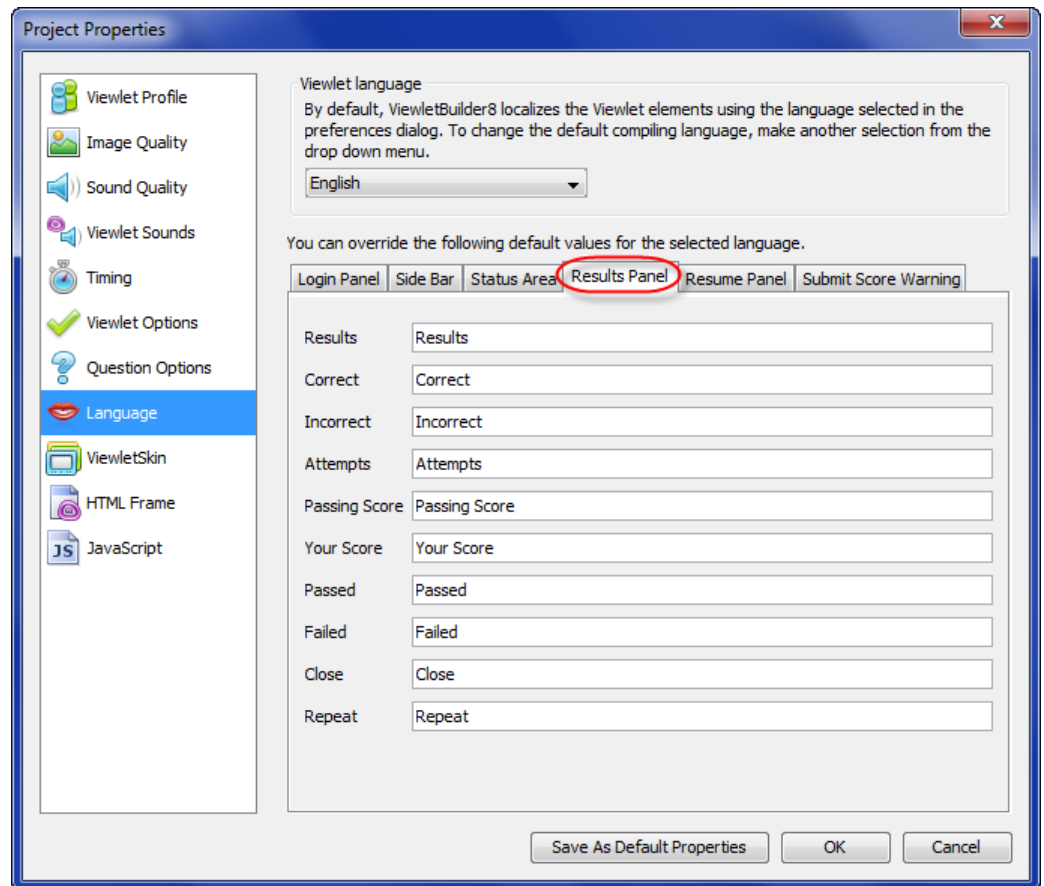 Project Properties
X
Viewlet Profile
Image Quality
Sound Quality
Viewlet Sounds
Timing
Viewlet Options
Question Options
Language
ViewletSkin
HTML Frame
JS JavaScript
Viewlet language
By default, ViewletBuilder8 localizes the Viewlet elements using the language selected in the
preferences dialog. To change the default compiling language, make another selection from the
drop down menu.
English
You can override the following default values for the selected language.
Login Panel Side Bar Status Area Results Panel Resume Panel Submit Score Warning
Results Results
Correct Correct
Incorrect Incorrect
Attempts Attempts
Passing Score Passing Score
Your Score Your Score
Passed Passed
Failed Failed
Close Close
Repeat Repeat
Save As Default Properties OK Cancel